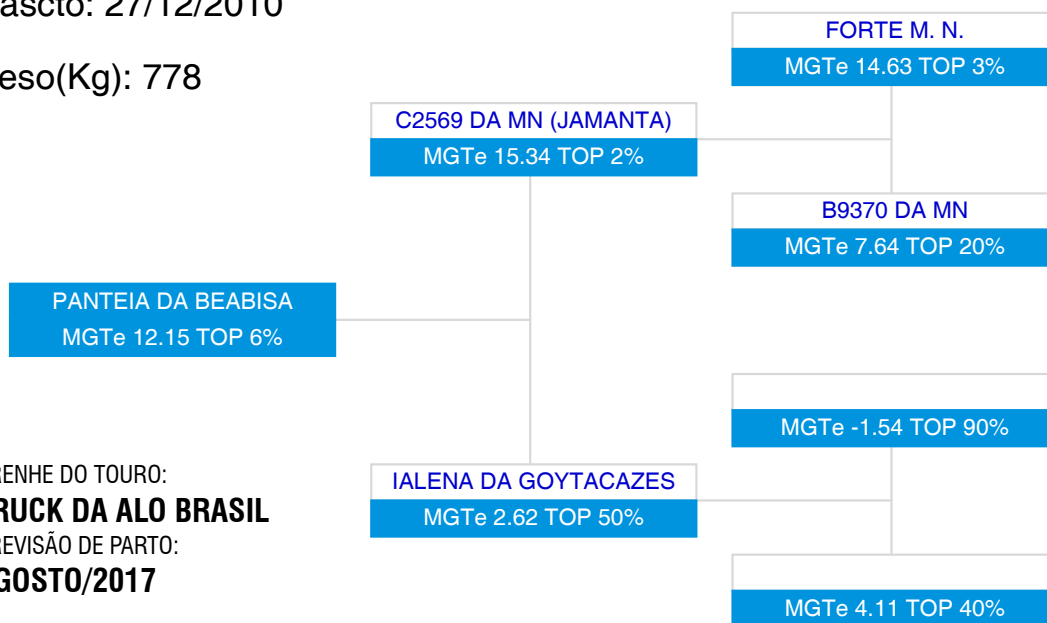 ascto: 27/12/2010
eso(Kg): 778
FORTE M. N.
MGTe 14.63 TOP 3%
C2569 DA MN (JAMANTA)
MGTe 15.34 TOP 2%
B9370 DA MN
MGTe 7.64 TOP 20%
PANTEIA DA BEABISA
MGTe 12.15 TOP 6%
MGTe -1.54 TOP 90%
IALENA DA GOYTACAZES
MGTe 2.62 TOP 50%
MGTe 4.11 TOP 40%
RENHE DO TOURO:
RUCK DA ALO BRASIL
REVISÃO DE PARTO:
GOSTO/2017